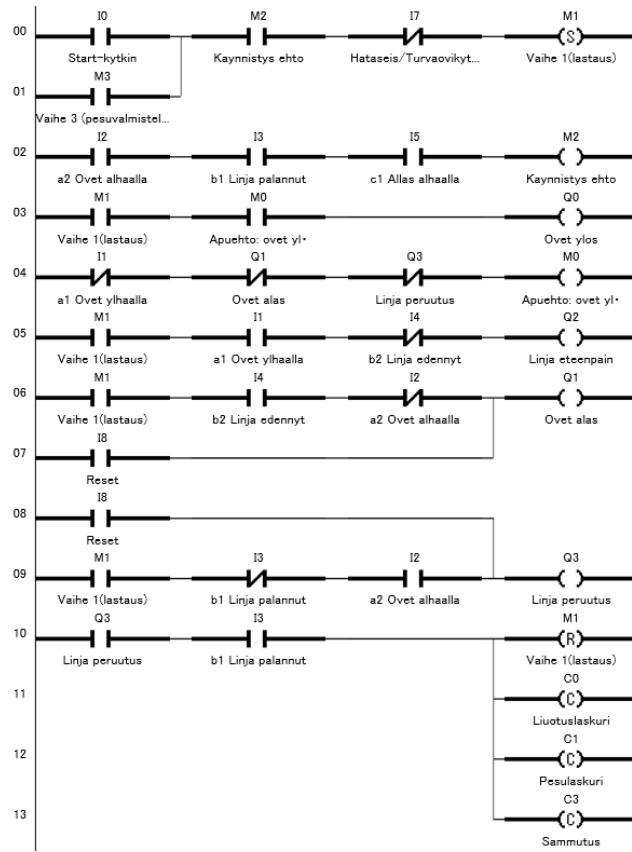 I0 M2 I7 M1
00 (S)
Start-kytkin Kaynnistys ehto Hataseis/Turvaovikyt... Vaihe 1(lastaus)
M3
01
Vaihe 3 (pesuvalmistel...
I2 I3 I5 M2
02
a2 Ovet alhaalla b1 Linja palannut c1 Allas alhaalla Kaynnistys ehto
M1 M0 Q0
03
Vaihe 1(lastaus) Apuehto: ovet yl• Ovet ylos
I1 Q1 Q3 M0
04
a1 Ovet ylhaalla Ovet alas Linja peruutus Apuehto: ovet yl•
M1 I1 I4 Q2
05
Vaihe 1(lastaus) a1 Ovet ylhaalla b2 Linja edennyt Linja eteenpain
M1 I4 I2 Q1
06
Vaihe 1(lastaus) b2 Linja edennyt a2 Ovet alhaalla Ovet alas
I8
07
Reset
I8
08
Reset
M1 I3 I2 Q3
09
Vaihe 1(lastaus) b1 Linja palannut a2 Ovet alhaalla Linja peruutus
Q3 I3 M1
10 (R)
Linja peruutus b1 Linja palannut Vaihe 1(lastaus)
C0
11 (C)
Liuotuslaskuri
C1
12 (C)
Pesulaskuri
C3
13 (C)
Sammutus